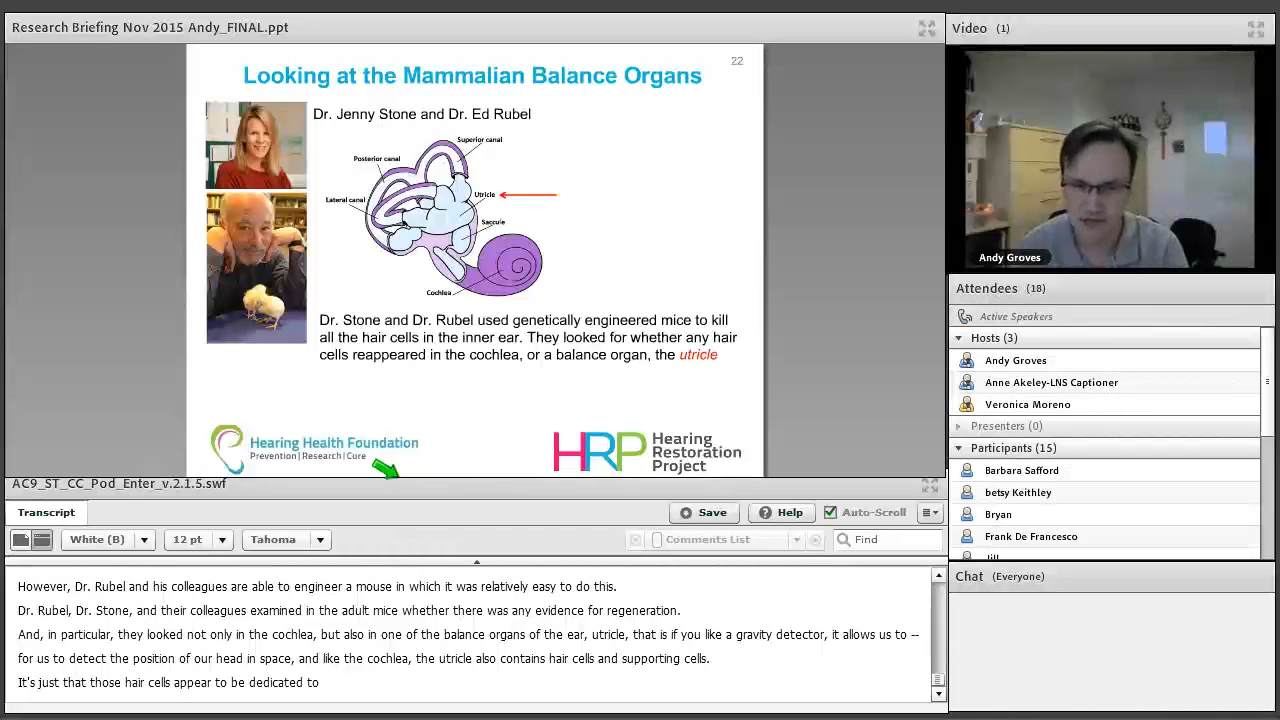 Research Briefing Nov 2015 Andy_FINAL.ppt
22
Looking at the Mammalian Balance Organs
Dr. Jenny Stone and Dr. Ed Rubel
Superior canal
Posterior canal
Lateral canal
Utricle
Saccule
Cochlea
Dr. Stone and Dr. Rubel used genetically engineered mice to kill
all the hair cells in the inner ear. They looked for whether any hair
cells reappeared in the cochlea, or a balance organ, the utricle
Hearing Health Foundation
Prevention|Research|Cure
HRP Hearing
Restoration
Project
Video (1)
Andy Groves
Attendees (18)
Active Speakers
Hosts (3)
Andy Groves
Anne Akeley-LNS Captioner
Veronica Moreno
Presenters (0)
Participants (15)
Barbara Safford
betsy Keithley
Bryan
Frank De Francesco
Jill
Chat (Everyone)
AC9_ST_CC_Pod_Enter_v.2.1.5.swf
Transcript
Save
Help
Auto-Scroll
White (B)
12 pt
Tahoma
Comments List
Find
However, Dr. Rubel and his colleagues are able to engineer a mouse in which it was relatively easy to do this.
Dr. Rubel, Dr. Stone, and their colleagues examined in the adult mice whether there was any evidence for regeneration.
And, in particular, they looked not only in the cochlea, but also in one of the balance organs of the ear, utricle, that is if you like a gravity detector, it allows us to --
for us to detect the position of our head in space, and like the cochlea, the utricle also contains hair cells and supporting cells.
It's just that those hair cells appear to be dedicated to